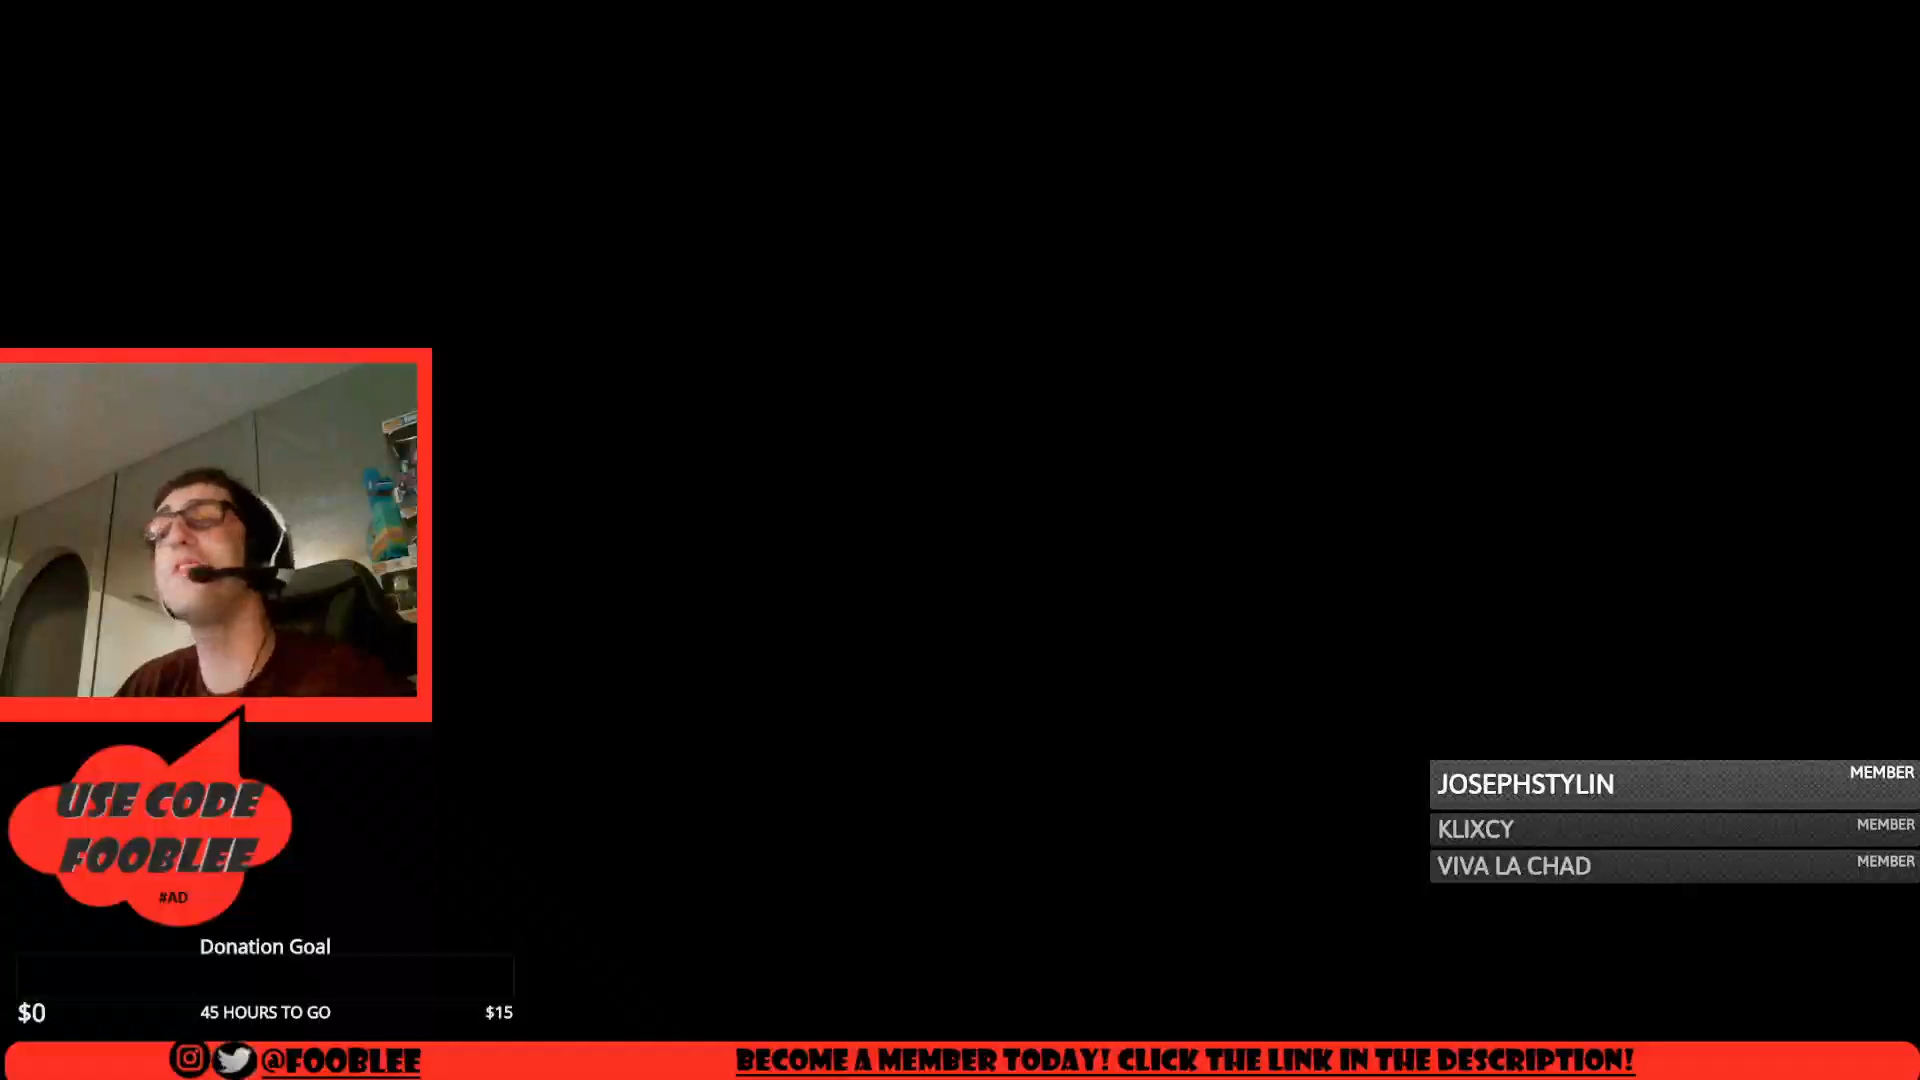 JOSEPHSTYLIN MEMBER
KLIXCY MEMBER
VIVA LA CHAD MEMBER
USE CODE
FOOBLEE
#AD
Donation Goal
$0 45 HOURS TO GO $15
@FOOBLEE BECOME A MEMBER TODAY! CLICK THE LINK IN THE DESCRIPTION!